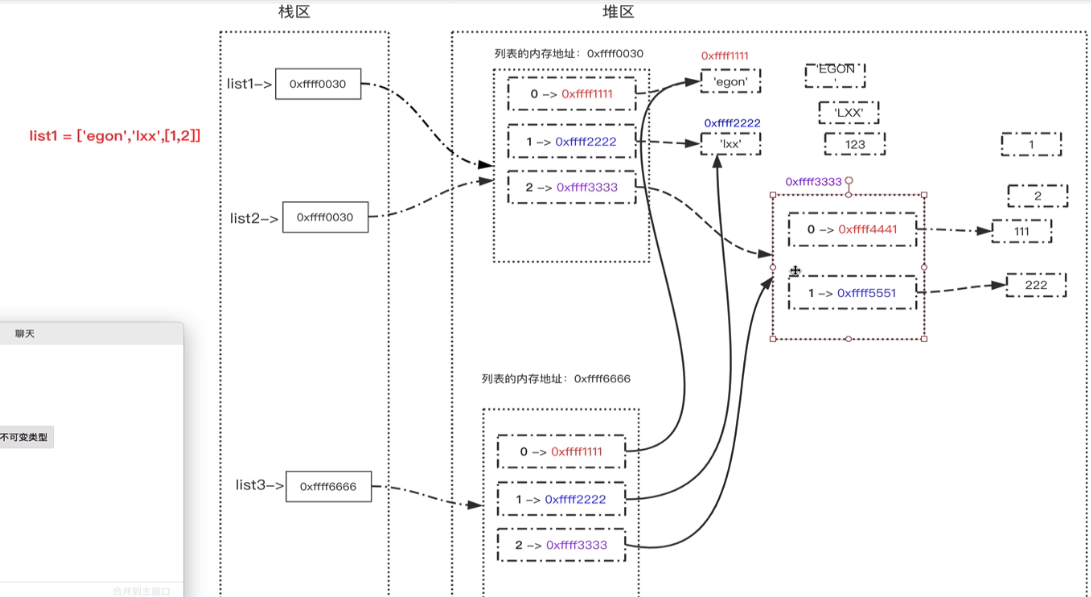 栈区
堆区
列表的内存地址：0xffff0030
0xffff1111
list1->
0xffff0030
0 -> 0xffff1111
'egon'
'EGON'
list1 = ['egon','lxx',[1,2]]
1 -> 0xffff2222
0xffff2222
'lxx'
'LXX'
123
1
2 -> 0xffff3333
0xffff3333
2
list2->
0xffff0030
0 -> 0xffff4441
111
1 -> 0xffff5551
222
聊天
列表的内存地址：0xffff6666
不可变类型
0 -> 0xffff1111
list3->
0xffff6666
1 -> 0xffff2222
2 -> 0xffff3333
合并到主窗口